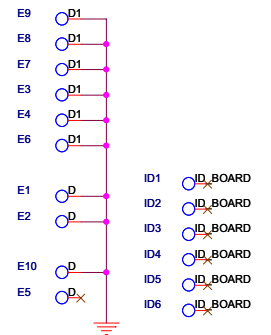 E9 D1
E8 D1
E7 D1
E3 D1
E4 D1
E6 D1
E1 D
E2 D
E10 D
E5 D
ID1 ID_BOARD
ID2 ID_BOARD
ID3 ID_BOARD
ID4 ID_BOARD
ID5 ID_BOARD
ID6 ID_BOARD